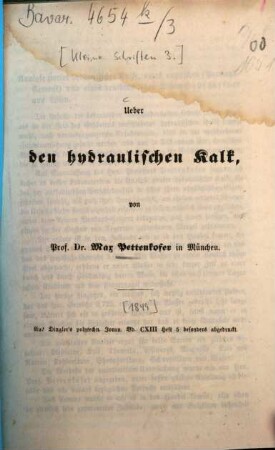 Bavar. 4654 k/3
[Kleine Schriften 3.]
Ueber
den hydraulischen Kalk,
von
Prof. Dr. Max Pettenkofer in München.
[1849]
Aus Dingler's polytechn. Journ. Bd. CXIII Heft 5 besonders abgedruckt.